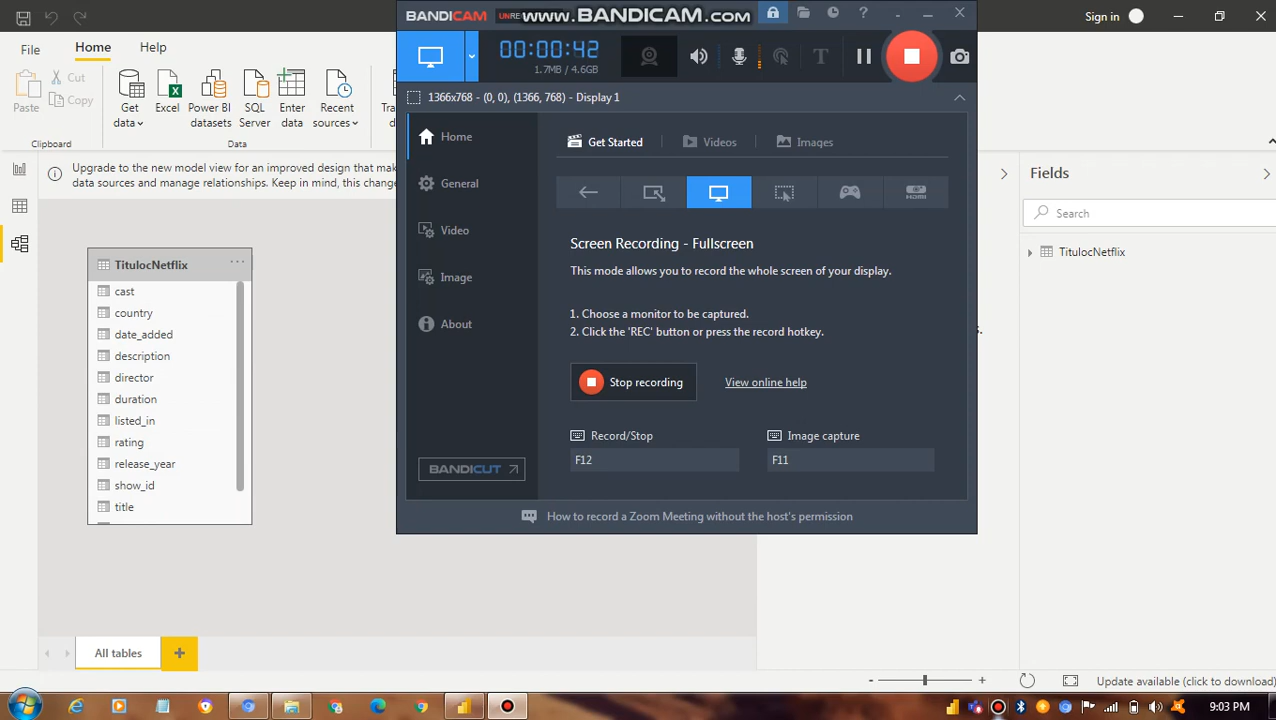 BANDICAM
UNRE
www.BANDICAM.com
Sign in
File
Home
Help
Paste
Cut
Copy
Clipboard
Get data
Excel
Power BI datasets
SQL Server
Enter data
Recent sources
Data
00:00:42
1.7MB / 4.6GB
1366x768 - (0, 0), (1366, 768) - Display 1
Upgrade to the new model view for an improved design that mak
data sources and manage relationships. Keep in mind, this change
TitulocNetflix
cast
country
date_added
description
director
duration
listed_in
rating
release_year
show_id
title
Home
General
Video
Image
About
BANDICUT
Get Started
Videos
Images
HDMI
Screen Recording - Fullscreen
This mode allows you to record the whole screen of your display.
1. Choose a monitor to be captured.
2. Click the 'REC' button or press the record hotkey.
Stop recording
View online help
Record/Stop
Image capture
F12
F11
How to record a Zoom Meeting without the host's permission
Fields
Search
TitulocNetflix
s.
All tables
Update available (click to download)
9:03 PM